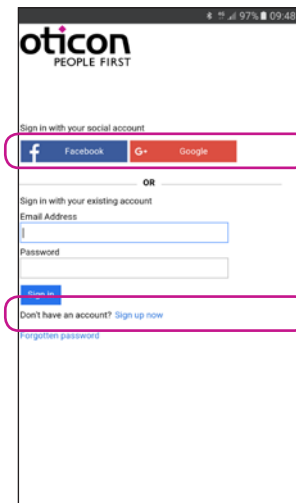 97% 09:48
oticon
PEOPLE FIRST
Sign in with your social account
f Facebook G+ Google
OR
Sign in with your existing account
Email Address
Password
Sign in
Don't have an account? Sign up now
Forgotten password